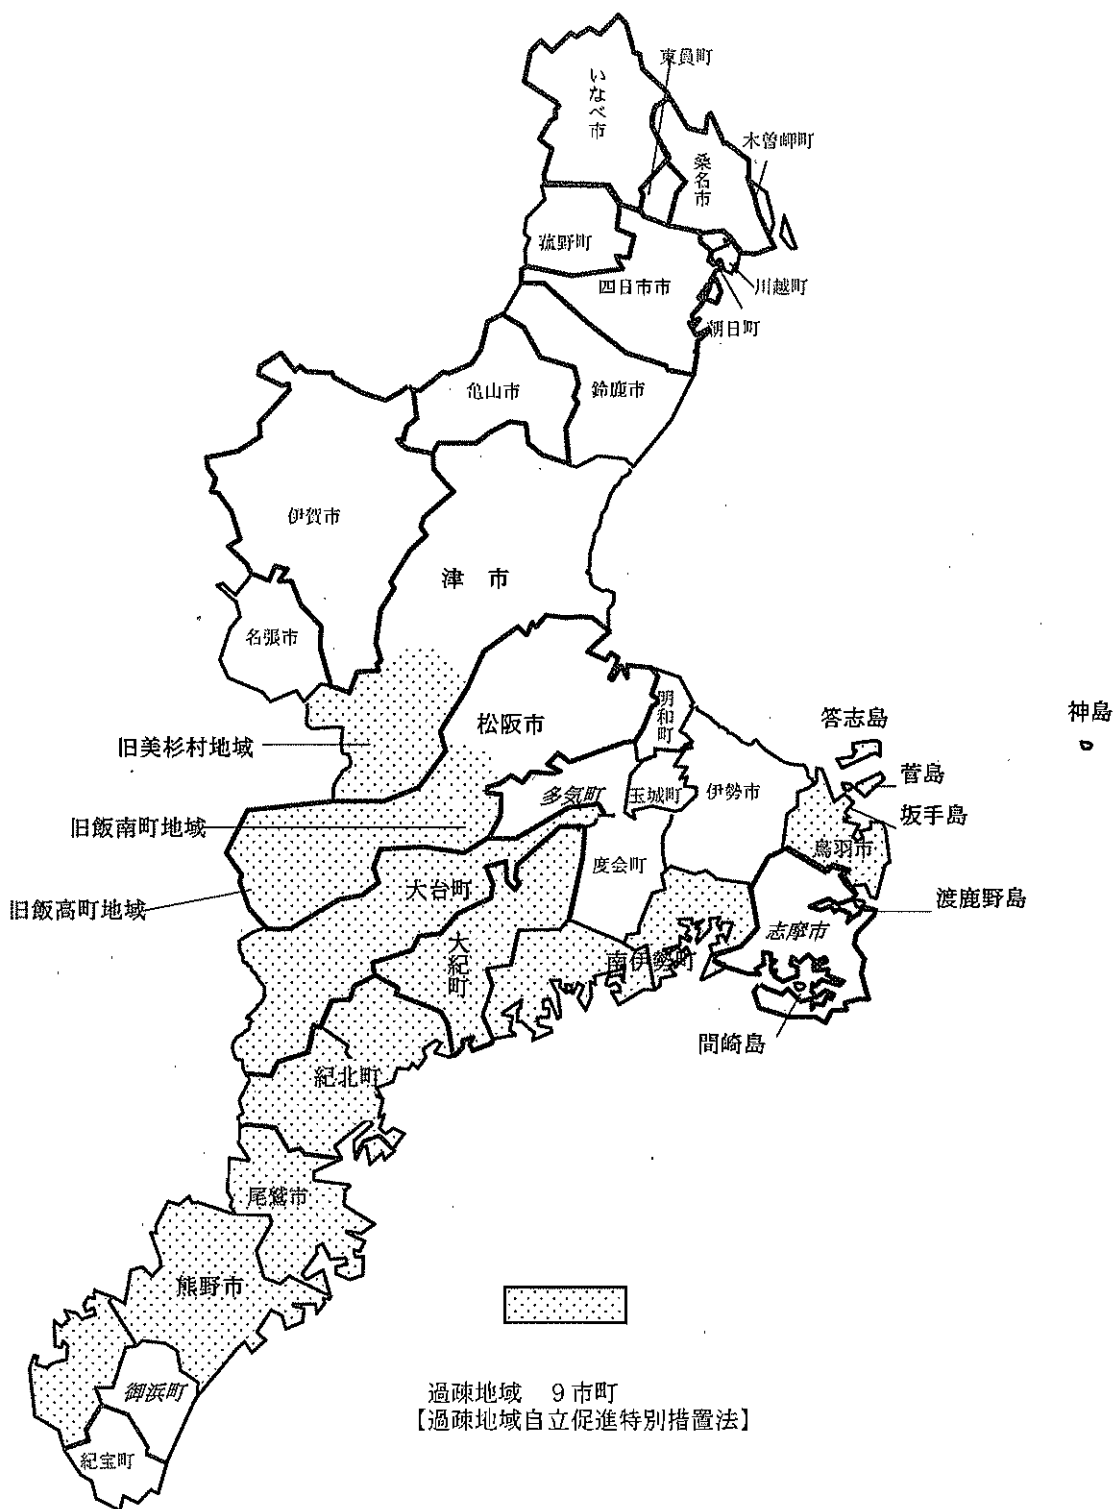 東員町
いなべ市
木曽岬町
桑名市
菰野町
四日市市
川越町
朝日町
亀山市
鈴鹿市
伊賀市
津 市
名張市
明和町
松阪市
答志島
神島
旧美杉村地域
菅島
多気町
玉城町
伊勢市
坂手島
旧飯南町地域
鳥羽市
度会町
大台町
渡鹿野島
旧飯高町地域
志摩市
大紀町
南伊勢町
間崎島
紀北町
尾鷲市
熊野市
御浜町
紀宝町
過疎地域 9市町
【過疎地域自立促進特別措置法】